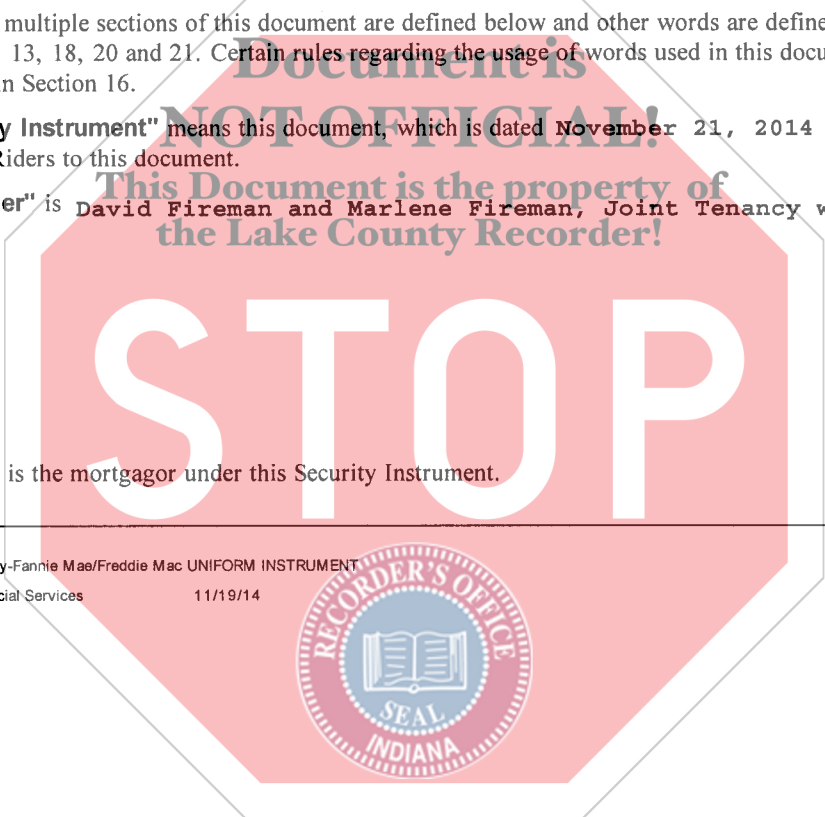 multiple sections of this document are defined below and other words are define
13, 18, 20 and 21. Certain rules regarding the usage of words used in this docu
n Section 16.
Document is
y Instrument" means this document, which is dated November 21, 2014
NOT OFFICIAL!
Riders to this document.
This Document is the property of
er" is David Fireman and Marlene Fireman, Joint Tenancy w
the Lake County Recorder!
STOP
is the mortgagor under this Security Instrument.
y-Fannie Mae/Freddie Mac UNIFORM INSTRUMENT
cial Services 11/19/14
RECORDER'S OFFICE
SEAL
INDIANA